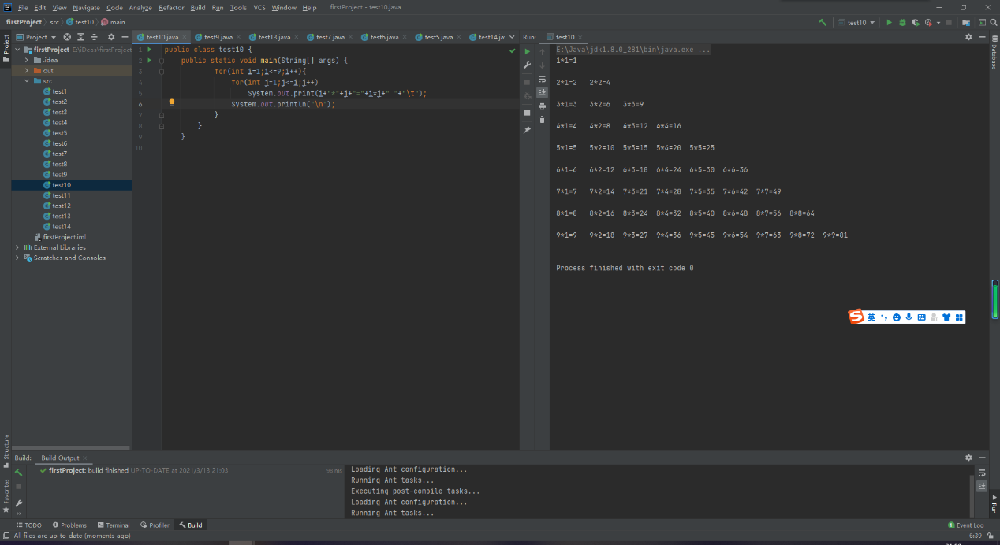 File Edit View Navigate Code Analyze Refactor Build Run Tools VCS Window Help firstProject - test10.java
firstProject src test10 main
test10
Project
test10.java test9.java test13.java test7.java test6.java test5.java test14.ja
Run: test10
Project
firstProject E:\jDeas\firstProject
.idea
out
src
test1
test2
test3
test4
test5
test6
test7
test8
test9
test10
test11
test12
test13
test14
firstProject.iml
External Libraries
Scratches and Consoles
1 public class test10 {
2 public static void main(String[] args) {
3 for(int i=1;i<=9;i++){
4 for(int j=1;j<=i;j++)
5 System.out.print(i+"*"+j+"="+i*j+" "+"\t");
6 System.out.println("\n");
7 }
8 }
9 }
10
E:\Java\jdk1.8.0_281\bin\java.exe ...
1*1=1
2*1=2 2*2=4
3*1=3 3*2=6 3*3=9
4*1=4 4*2=8 4*3=12 4*4=16
5*1=5 5*2=10 5*3=15 5*4=20 5*5=25
6*1=6 6*2=12 6*3=18 6*4=24 6*5=30 6*6=36
7*1=7 7*2=14 7*3=21 7*4=28 7*5=35 7*6=42 7*7=49
8*1=8 8*2=16 8*3=24 8*4=32 8*5=40 8*6=48 8*7=56 8*8=64
9*1=9 9*2=18 9*3=27 9*4=36 9*5=45 9*6=54 9*7=63 9*8=72 9*9=81
Process finished with exit code 0
Database
英
Structure
Favorites
Run
Build: Build Output
firstProject: build finished UP-TO-DATE at 2021/3/13 21:03
98 ms
Loading Ant configuration...
Running Ant tasks...
Executing post-compile tasks...
Loading Ant configuration...
Running Ant tasks...
TODO Problems Terminal Profiler Build
1 Event Log
All files are up-to-date (moments ago)
6:39